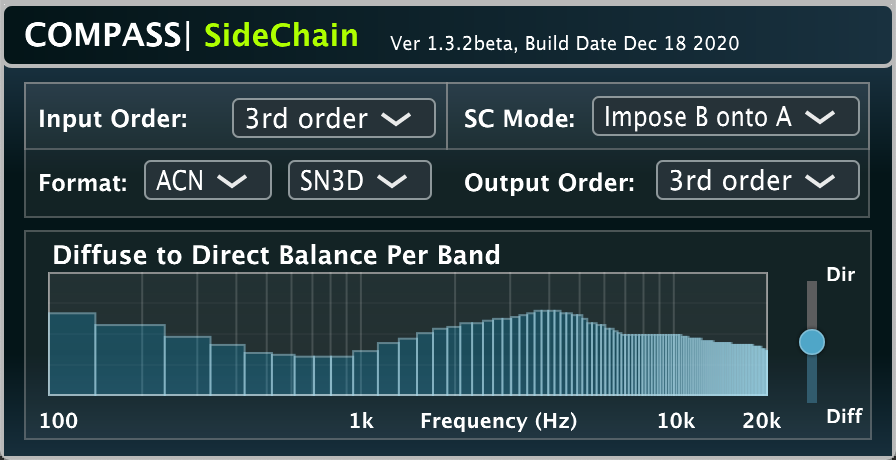 COMPASS| SideChain Ver 1.3.2beta, Build Date Dec 18 2020
Input Order: 3rd order SC Mode: Impose B onto A
Format: ACN SN3D Output Order: 3rd order
Diffuse to Direct Balance Per Band
Dir
Diff
100 1k Frequency (Hz) 10k 20k